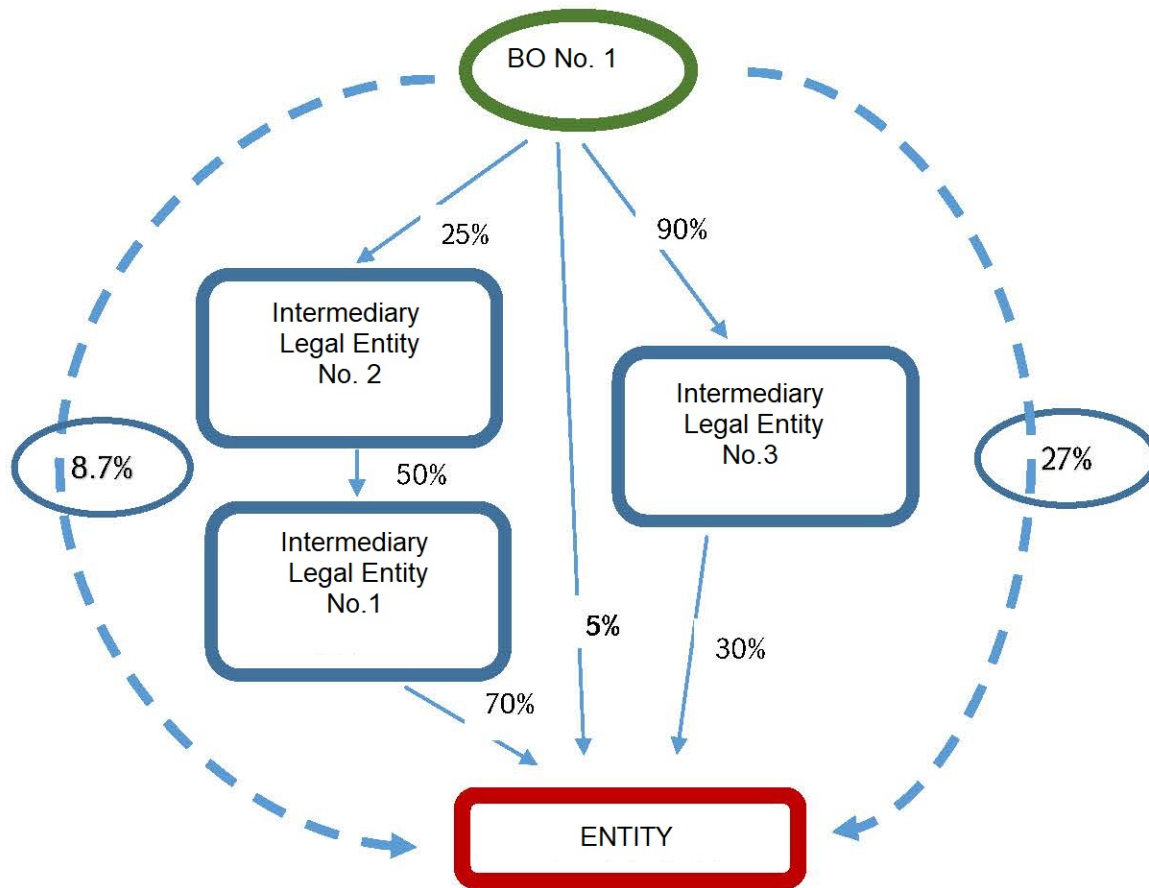 BO No. 1
25%
90%
Intermediary
Legal Entity
No. 2
Intermediary
Legal Entity
No.3
8.7%
50%
27%
Intermediary
Legal Entity
No.1
5%
30%
70%
ENTITY